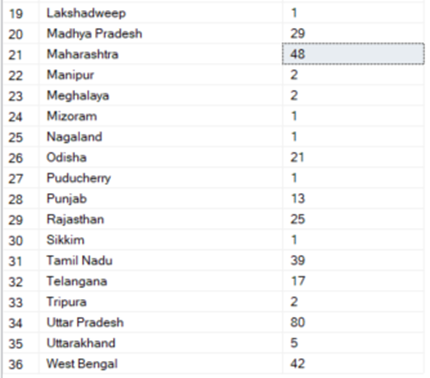 19 Lakshadweep 1
20 Madhya Pradesh 29
21 Maharashtra 48
22 Manipur 2
23 Meghalaya 2
24 Mizoram 1
25 Nagaland 1
26 Odisha 21
27 Puducherry 1
28 Punjab 13
29 Rajasthan 25
30 Sikkim 1
31 Tamil Nadu 39
32 Telangana 17
33 Tripura 2
34 Uttar Pradesh 80
35 Uttarakhand 5
36 West Bengal 42